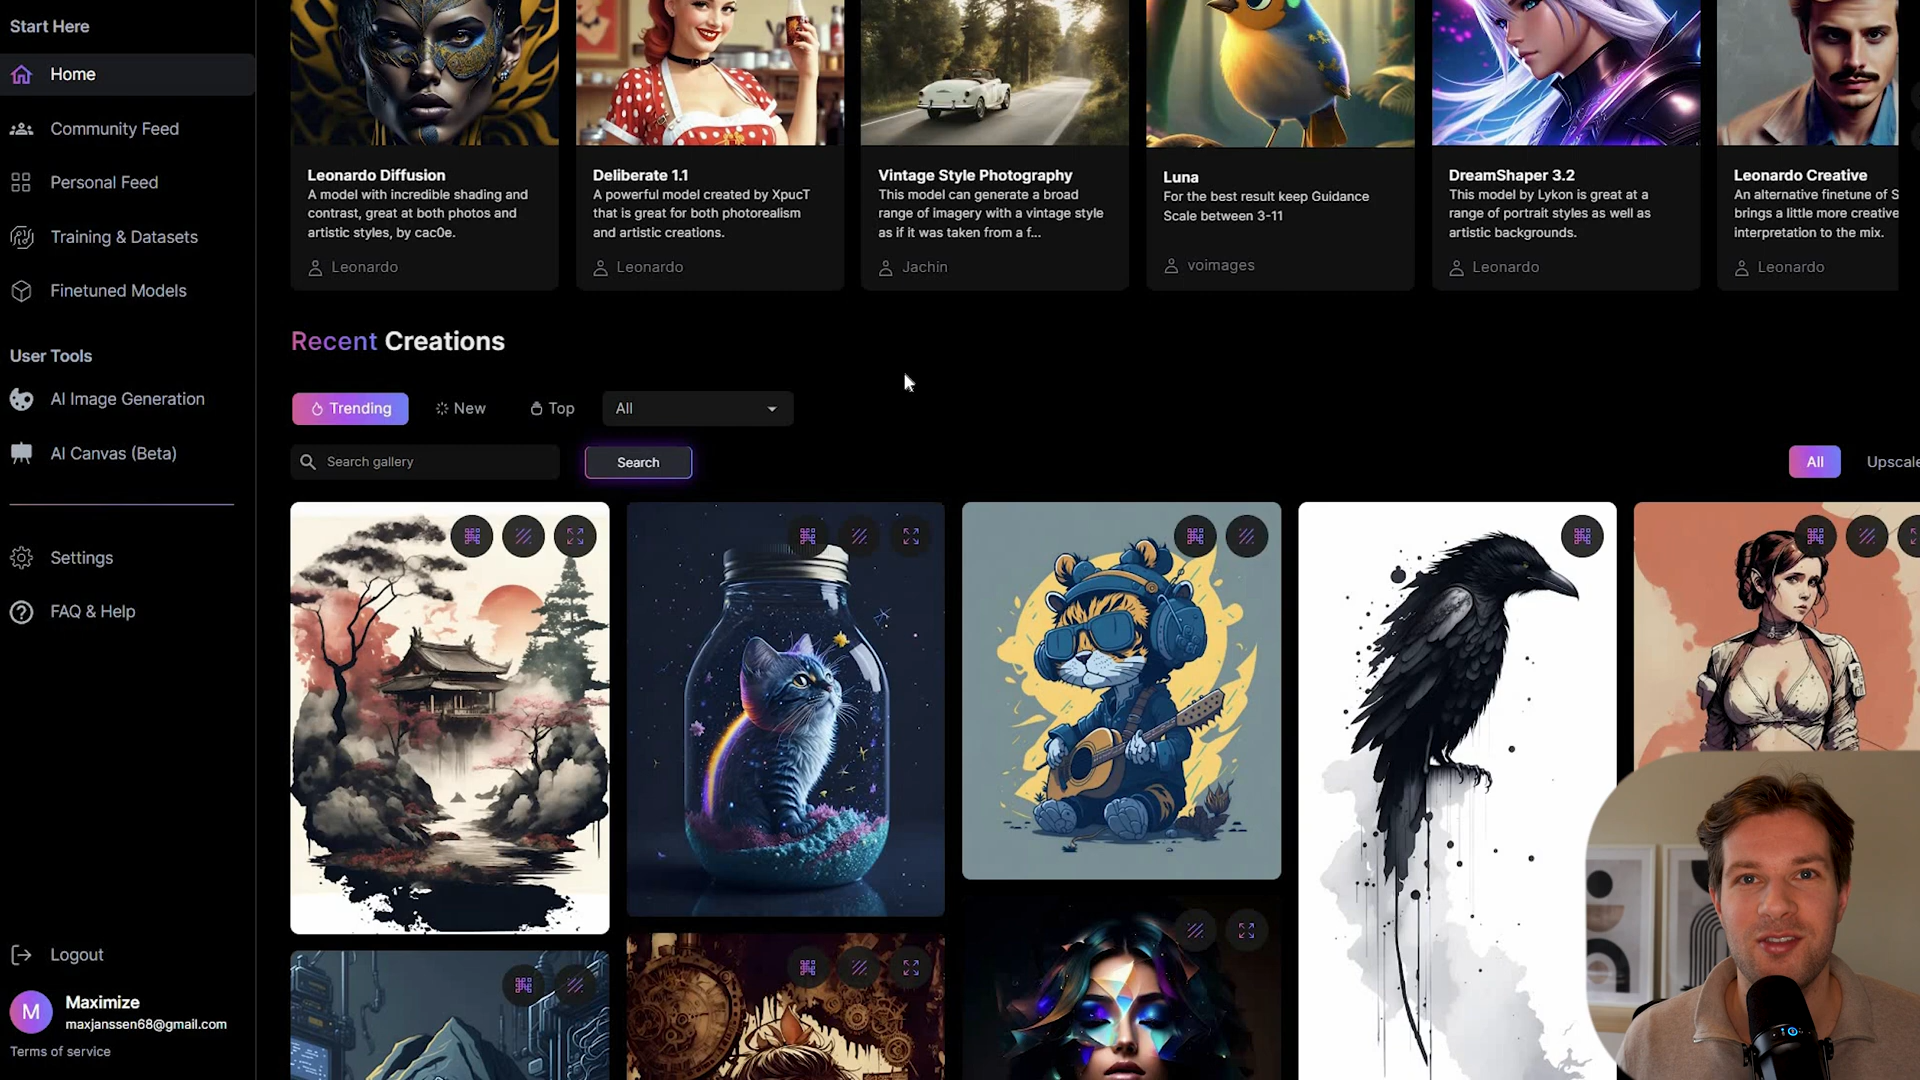 Start Here
Home
Community Feed
Personal Feed
Training & Datasets
Finetuned Models
User Tools
AI Image Generation
AI Canvas (Beta)
Settings
FAQ & Help
Logout
M
Maximize
maxjanssen68@gmail.com
Terms of service
Leonardo Diffusion
A model with incredible shading and
contrast, great at both photos and
artistic styles, by cac0e.
Leonardo
Deliberate 1.1
A powerful model created by XpucT
that is great for both photorealism
and artistic creations.
Leonardo
Vintage Style Photography
This model can generate a broad
range of imagery with a vintage style
as if it was taken from a f...
Jachin
Luna
For the best result keep Guidance
Scale between 3-11
voimages
DreamShaper 3.2
This model by Lykon is great at a
range of portrait styles as well as
artistic backgrounds.
Leonardo
Leonardo Creative
An alternative finetune of S
brings a little more creative
interpretation to the mix.
Leonardo
Recent Creations
Trending
New
Top
All
Search gallery
Search
All
Upscale